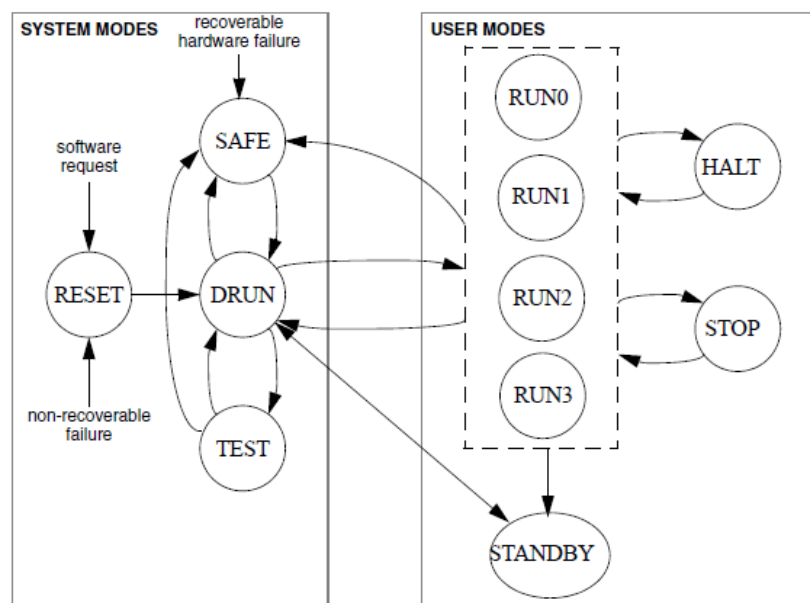 SYSTEM MODES
recoverable
hardware failure
SAFE
software
request
RESET
DRUN
non-recoverable
failure
TEST
USER MODES
RUN0
RUN1
HALT
RUN2
STOP
RUN3
STANDBY